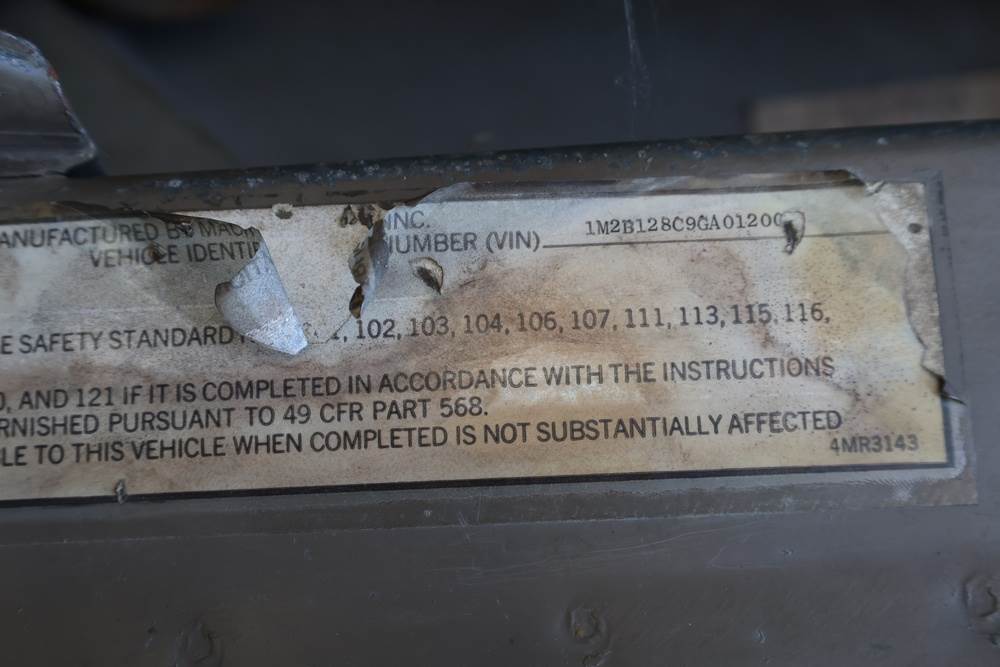 ANUFACTURED BY MAC INC.
VEHICLE IDENTI NUMBER (VIN) 1M2B128C9GA01200
E SAFETY STANDARD 102, 103, 104, 106, 107, 111, 113, 115, 116,
0, AND 121 IF IT IS COMPLETED IN ACCORDANCE WITH THE INSTRUCTIONS
RNISHED PURSUANT TO 49 CFR PART 568.
LE TO THIS VEHICLE WHEN COMPLETED IS NOT SUBSTANTIALLY AFFECTED
4MR3143